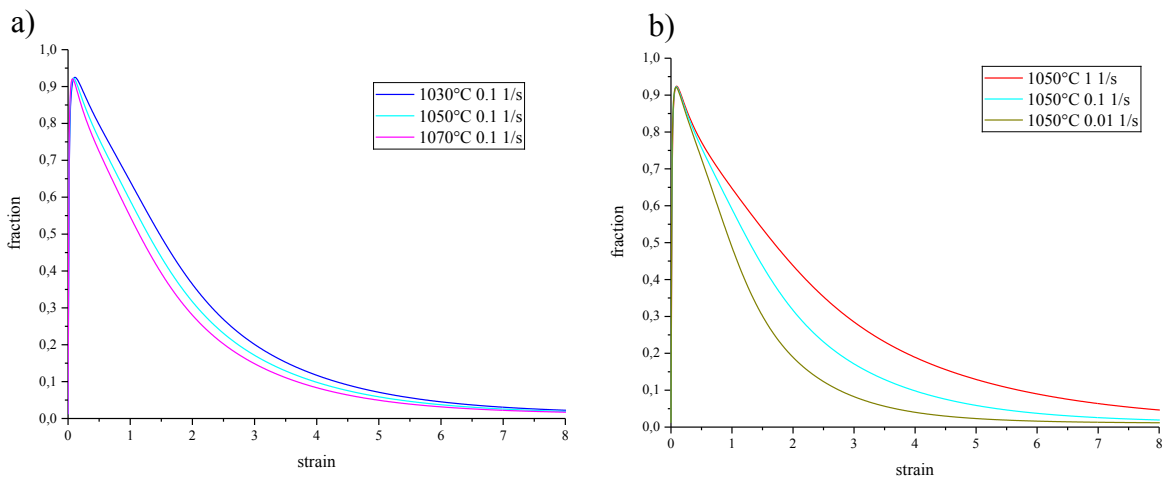 a)
1,0
0,9
0,8
0,7
0,6
0,5
0,4
0,3
0,2
0,1
0,0
fraction
0 1 2 3 4 5 6 7 8
strain
1030°C 0.1 1/s
1050°C 0.1 1/s
1070°C 0.1 1/s
b)
1,0
0,9
0,8
0,7
0,6
0,5
0,4
0,3
0,2
0,1
0,0
fraction
0 1 2 3 4 5 6 7 8
strain
1050°C 1 1/s
1050°C 0.1 1/s
1050°C 0.01 1/s